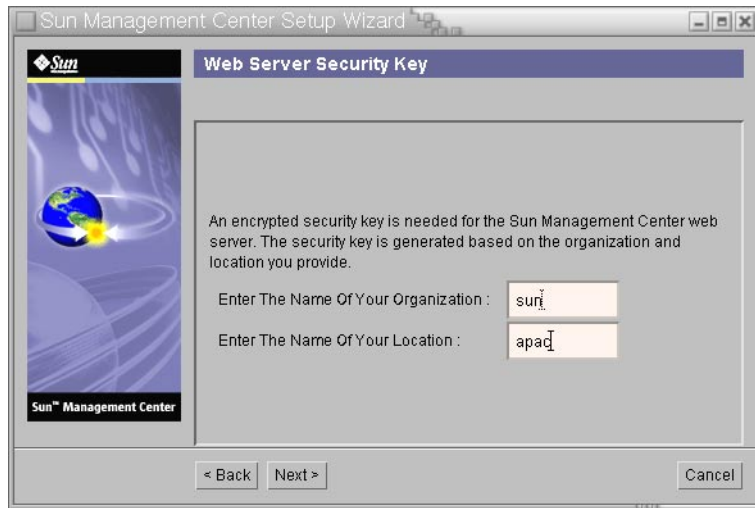 Sun Management Center Setup Wizard
Sun
Web Server Security Key
An encrypted security key is needed for the Sun Management Center web
server. The security key is generated based on the organization and
location you provide.
Enter The Name Of Your Organization :
sun
Enter The Name Of Your Location :
apac
Sun™ Management Center
< Back
Next >
Cancel